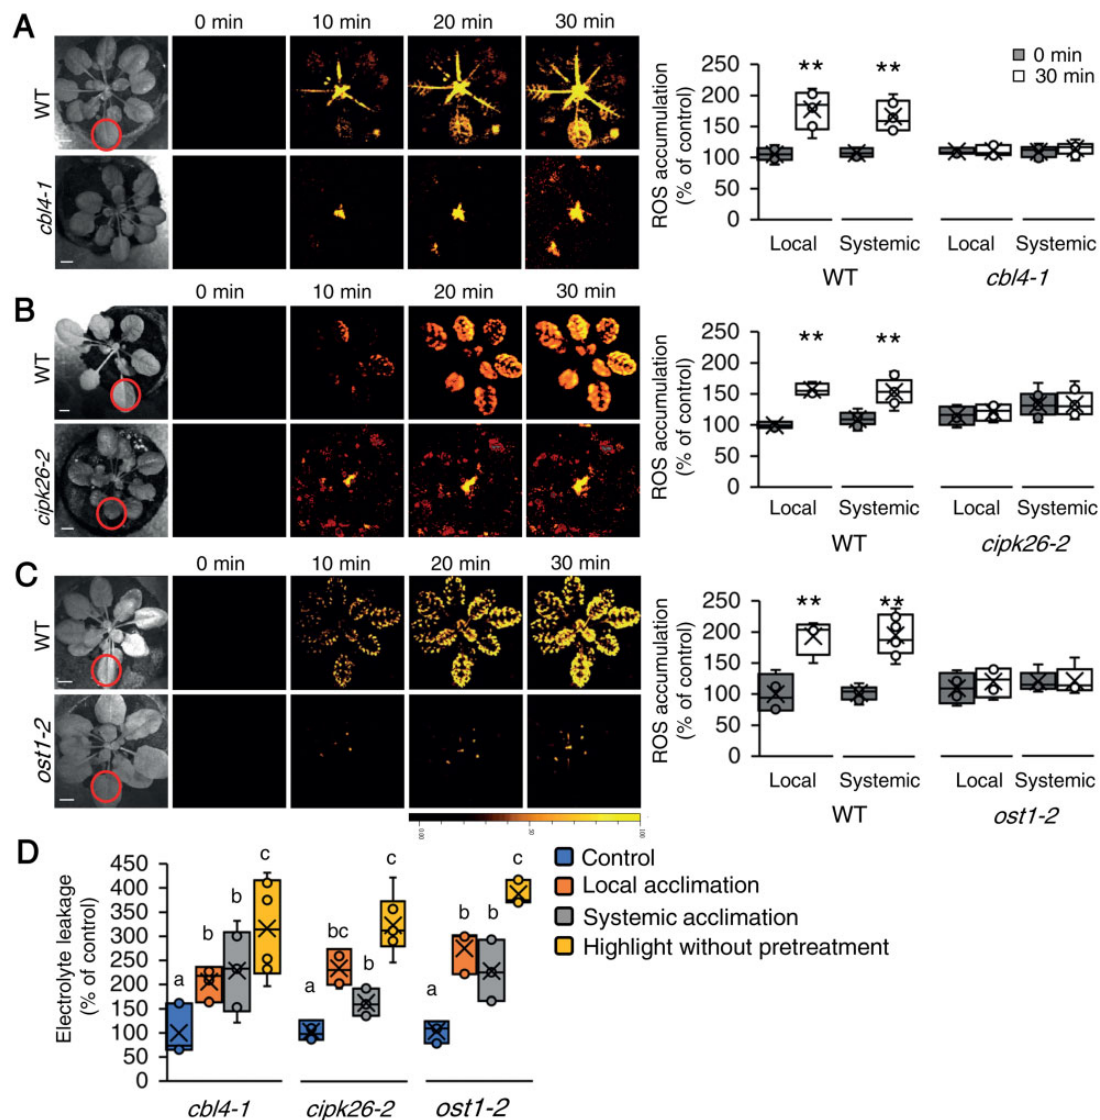 A
0 min
10 min
20 min
30 min
WT
cbl4-1
ROS accumulation
(% of control)
250
200
150
100
50
0
0 min
30 min
**
**
Local
Systemic
Local
Systemic
WT
cbl4-1
B
0 min
10 min
20 min
30 min
WT
cipk26-2
ROS accumulation
(% of control)
250
200
150
100
50
0
**
**
Local
Systemic
Local
Systemic
WT
cipk26-2
C
0 min
10 min
20 min
30 min
WT
ost1-2
0.00
50
100
ROS accumulation
(% of control)
250
200
150
100
50
0
**
**
Local
Systemic
Local
Systemic
WT
ost1-2
D
Electrolyte leakage
(% of control)
450
400
350
300
250
200
150
100
50
0
a
b
b
c
a
bc
b
c
a
b
b
c
cbl4-1
cipk26-2
ost1-2
Control
Local acclimation
Systemic acclimation
Highlight without pretreatment